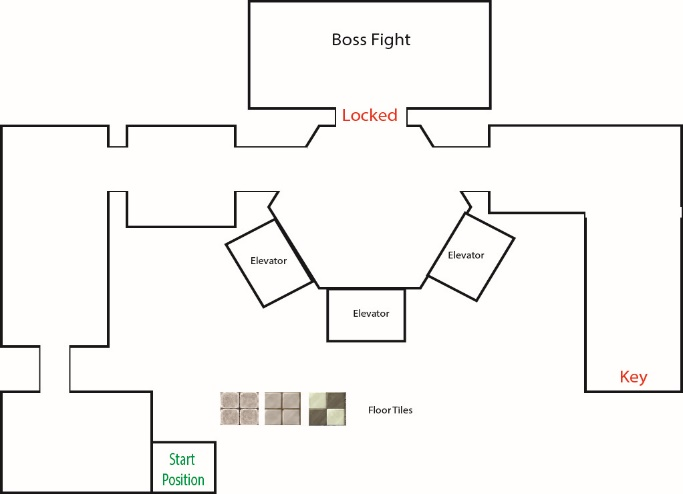 Boss Fight
Locked
Elevator
Elevator
Elevator
Key
Floor Tiles
Start
Position